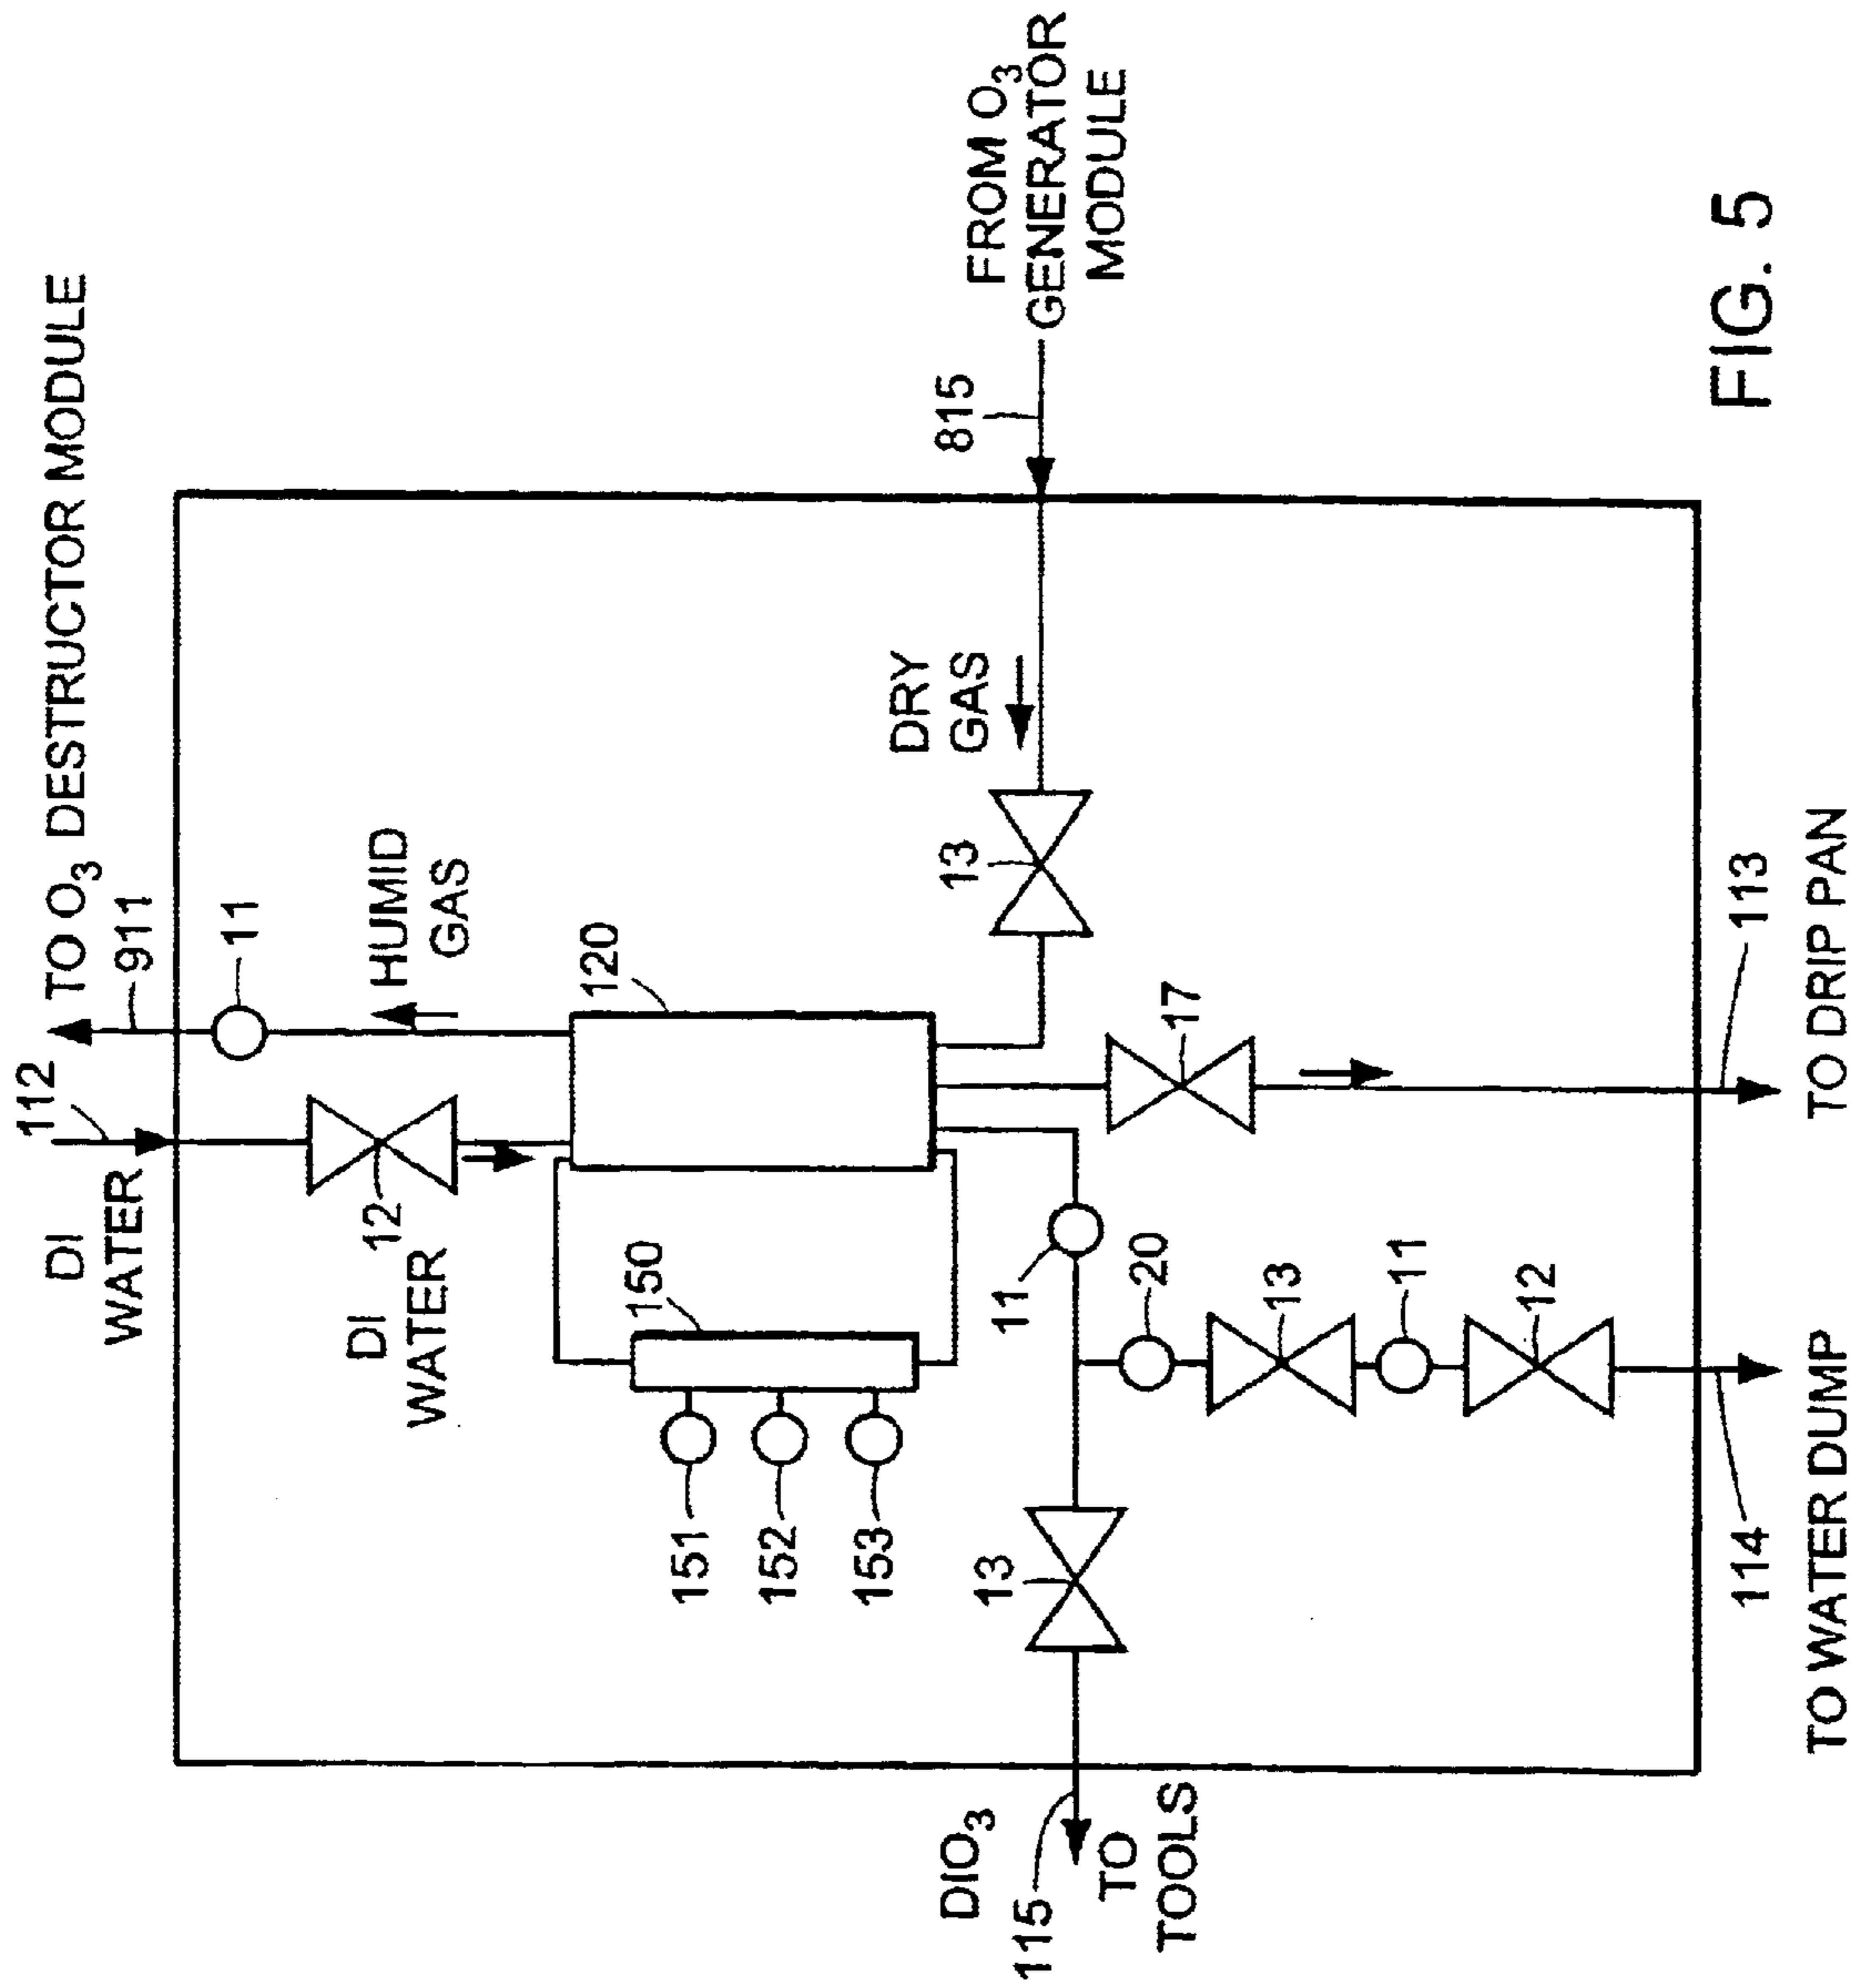 TO O3 DESTRUCTOR MODULE
911
112
DI
WATER
11
HUMID
GAS
12
DI
WATER
120
150
151
152
153
DRY
GAS
13
815
FROM O3
GENERATOR
MODULE
17
11
20
13
11
12
13
DIO3
115
TO
TOOLS
114
TO WATER DUMP
113
TO DRIP PAN
FIG. 5